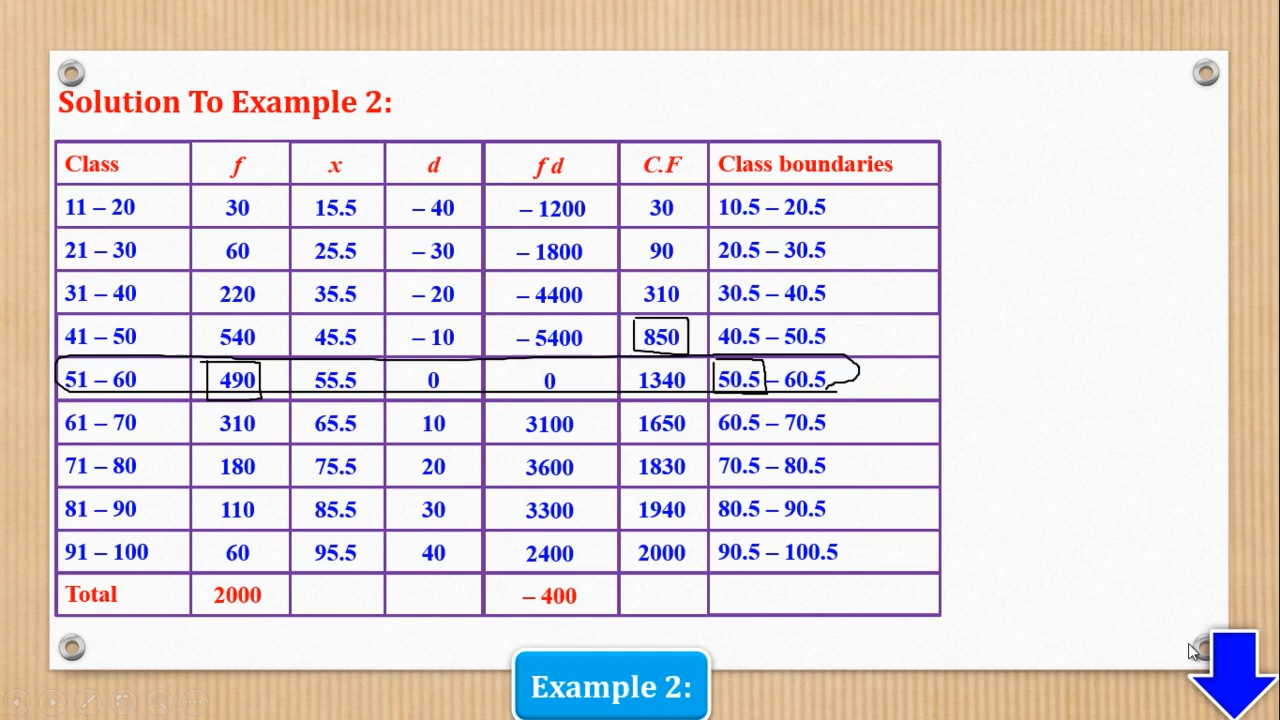 Solution To Example 2:
Class f x d f d C.F Class boundaries
11 – 20 30 15.5 – 40 – 1200 30 10.5 – 20.5
21 – 30 60 25.5 – 30 – 1800 90 20.5 – 30.5
31 – 40 220 35.5 – 20 – 4400 310 30.5 – 40.5
41 – 50 540 45.5 – 10 – 5400 850 40.5 – 50.5
51 – 60 490 55.5 0 0 1340 50.5 – 60.5
61 – 70 310 65.5 10 3100 1650 60.5 – 70.5
71 – 80 180 75.5 20 3600 1830 70.5 – 80.5
81 – 90 110 85.5 30 3300 1940 80.5 – 90.5
91 – 100 60 95.5 40 2400 2000 90.5 – 100.5
Total 2000 – 400
Example 2: